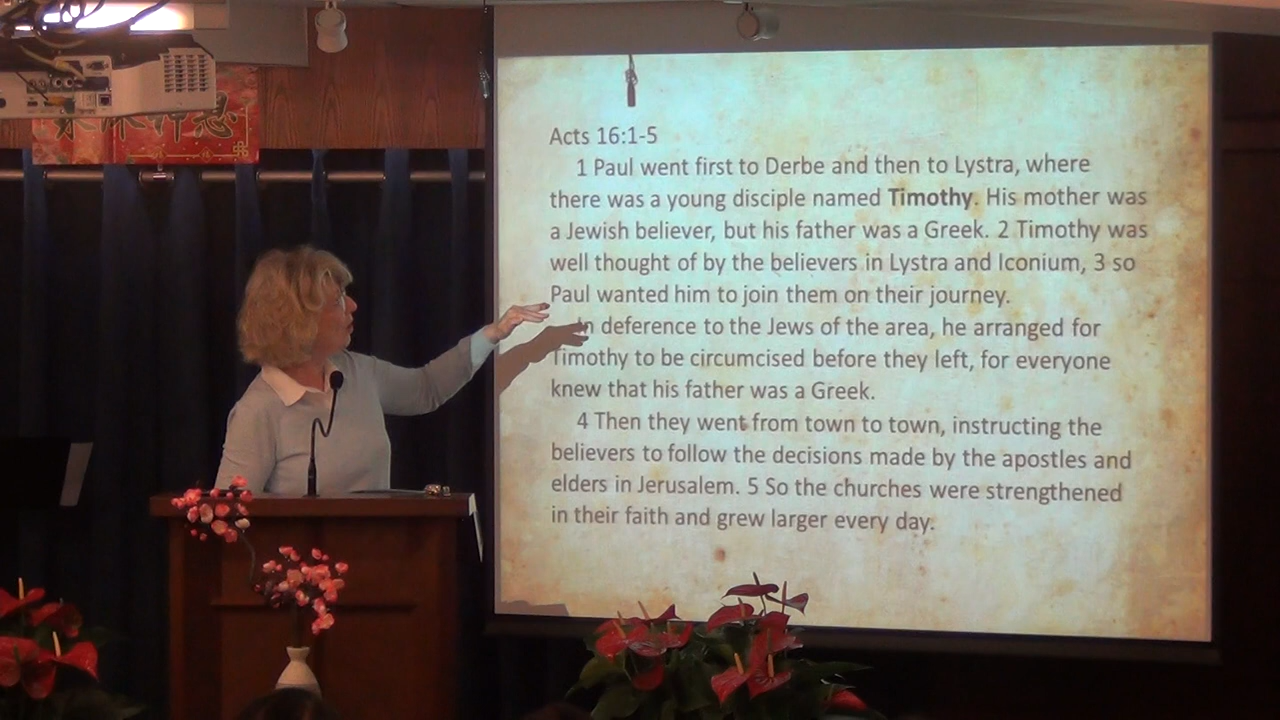 Acts 16:1-5
1 Paul went first to Derbe and then to Lystra, where
there was a young disciple named Timothy. His mother was
a Jewish believer, but his father was a Greek. 2 Timothy was
well thought of by the believers in Lystra and Iconium, 3 so
Paul wanted him to join them on their journey.
In deference to the Jews of the area, he arranged for
Timothy to be circumcised before they left, for everyone
knew that his father was a Greek.
4 Then they went from town to town, instructing the
believers to follow the decisions made by the apostles and
elders in Jerusalem. 5 So the churches were strengthened
in their faith and grew larger every day.